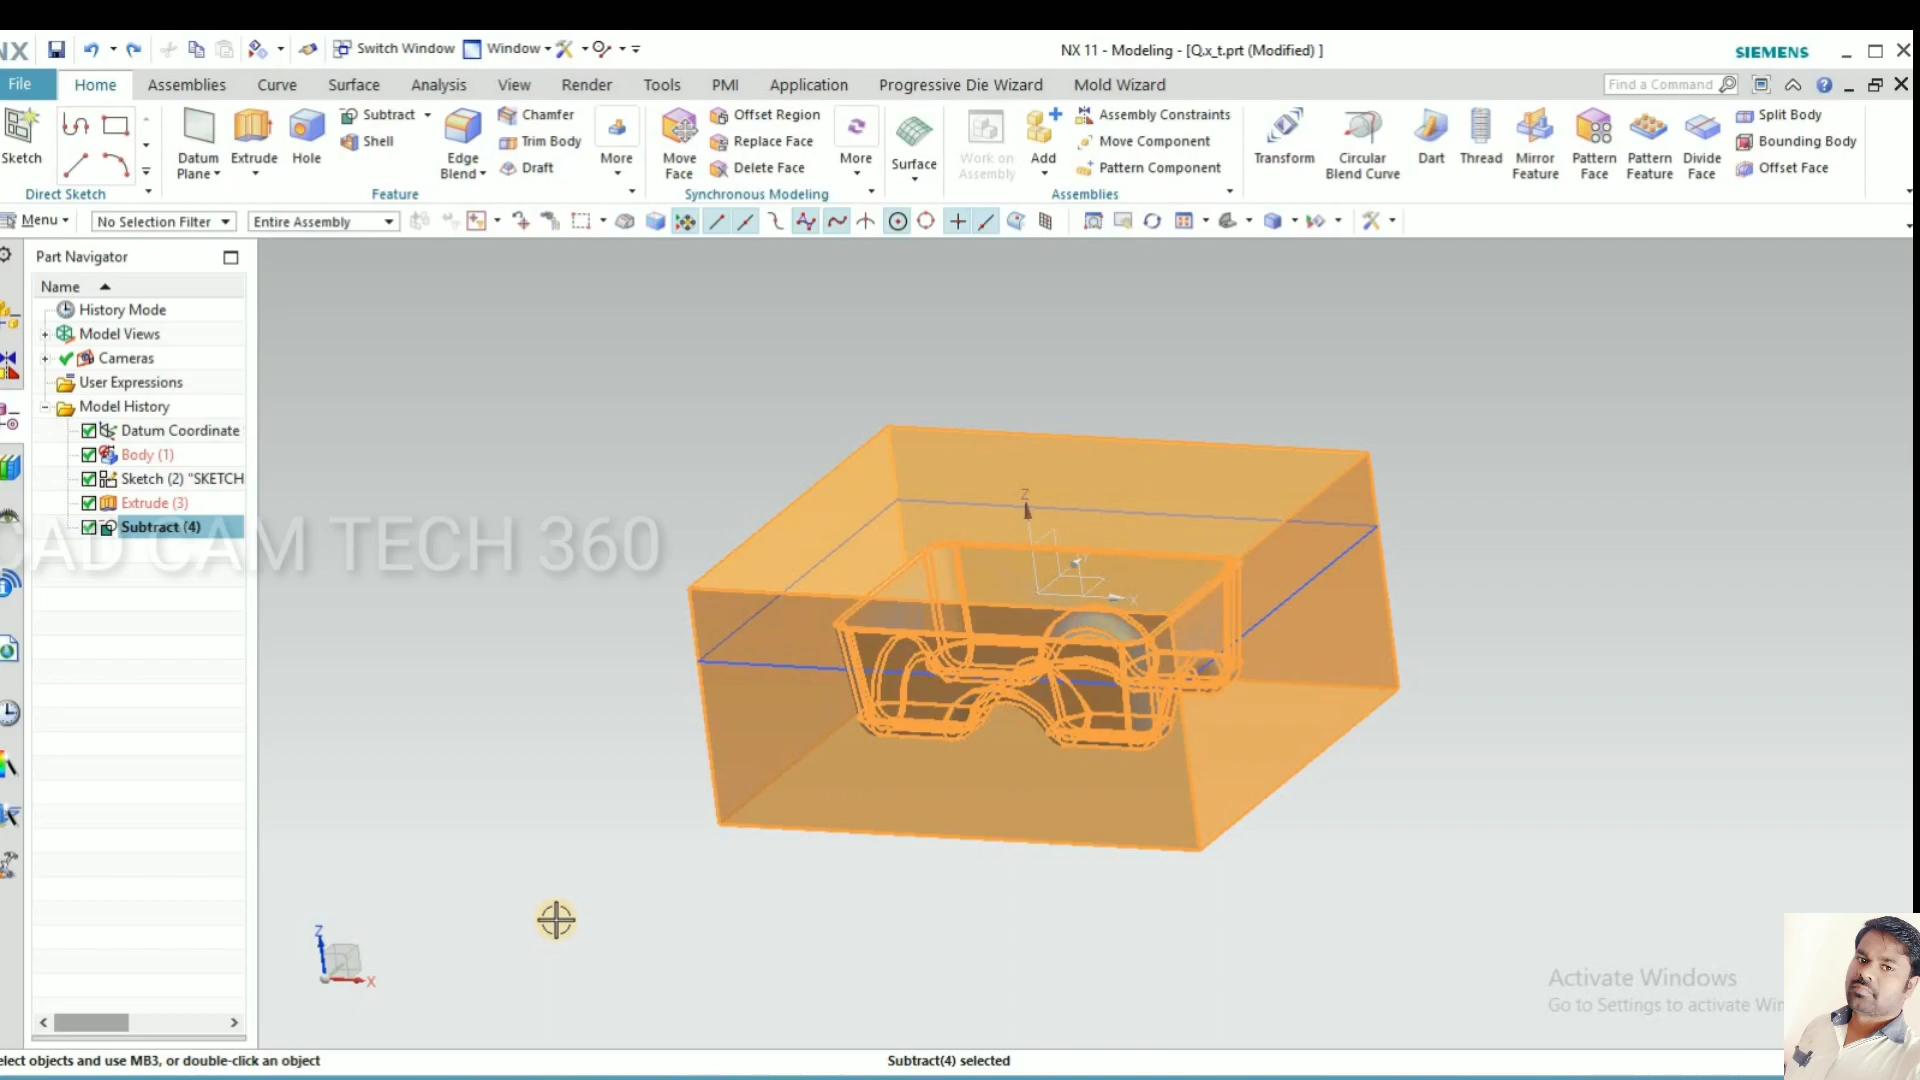 NX Switch Window Window NX 11 - Modeling - [Q.x_t.prt (Modified) ] SIEMENS
File Home Assemblies Curve Surface Analysis View Render Tools PMI Application Progressive Die Wizard Mold Wizard Find a Command
Sketch
Direct Sketch
Datum Plane
Extrude
Hole
Subtract
Shell
Edge Blend
Chamfer
Trim Body
Draft
More
Feature
Move Face
Offset Region
Replace Face
Delete Face
More
Synchronous Modeling
Surface
Work on Assembly
Add
Assembly Constraints
Move Component
Pattern Component
Assemblies
Transform
Circular Blend Curve
Dart
Thread
Mirror Feature
Pattern Face
Pattern Feature
Divide Face
Split Body
Bounding Body
Offset Face
Menu No Selection Filter Entire Assembly
Part Navigator
Name
History Mode
Model Views
Cameras
User Expressions
Model History
Datum Coordinate
Body (1)
Sketch (2) "SKETCH
Extrude (3)
Subtract (4)
CAD CAM TECH 360
Z
X
Z
X
Activate Windows
Go to Settings to activate Win
elect objects and use MB3, or double-click an object
Subtract(4) selected